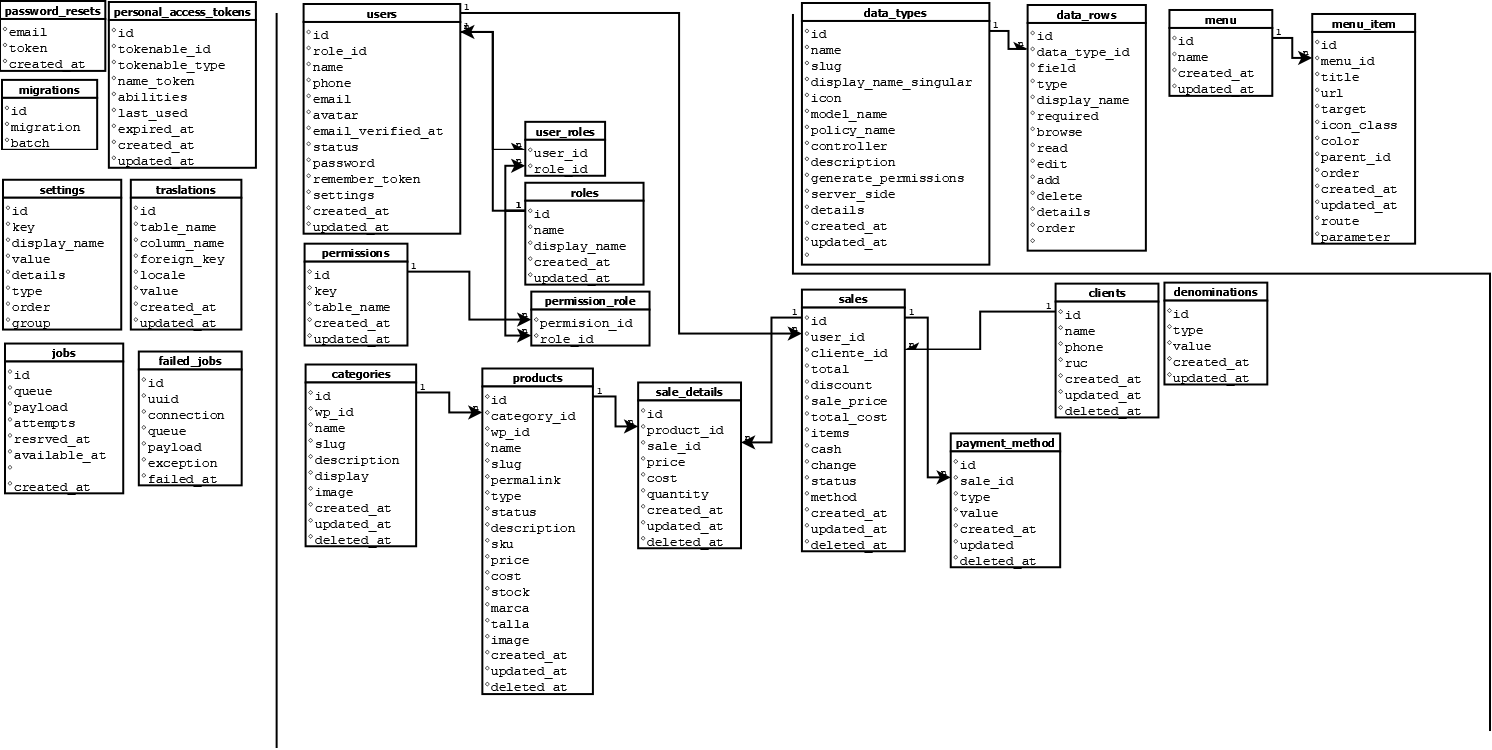 password_resets
email
token
created_at
personal_access_tokens
id
tokenable_id
tokenable_type
name_token
abilities
last_used
expired_at
created_at
updated_at
migrations
id
migration
batch
settings
id
key
display_name
value
details
type
order
group
traslations
id
table_name
column_name
foreign_key
locale
value
created_at
updated_at
jobs
id
queue
payload
attempts
resrved_at
available_at
created_at
failed_jobs
id
uuid
connection
queue
payload
exception
failed_at
users
id
role_id
name
phone
email
avatar
email_verified_at
status
password
remember_token
settings
created_at
updated_at
1
n
1
user_roles
user_id
role_id
n
n
roles
id
name
display_name
created_at
updated_at
1
permissions
id
key
table_name
created_at
updated_at
1
permission_role
permision_id
role_id
n
n
categories
id
wp_id
name
slug
description
display
image
created_at
updated_at
deleted_at
1
products
id
category_id
wp_id
name
slug
permalink
type
status
description
sku
price
cost
stock
marca
talla
image
created_at
updated_at
deleted_at
n
1
sale_details
id
product_id
sale_id
price
cost
quantity
created_at
updated_at
deleted_at
n
n
data_types
id
name
slug
display_name_singular
icon
model_name
policy_name
controller
description
generate_permissions
server_side
details
created_at
updated_at
1
data_rows
id
data_type_id
field
type
display_name
required
browse
read
edit
add
delete
details
order
n
menu
id
name
created_at
updated_at
1
menu_item
id
menu_id
title
url
target
icon_class
color
parent_id
order
created_at
updated_at
route
parameter
n
sales
id
user_id
cliente_id
total
discount
sale_price
total_cost
items
cash
change
status
method
created_at
updated_at
deleted_at
1
n
1
n
clients
id
name
phone
ruc
created_at
updated_at
deleted_at
1
denominations
id
type
value
created_at
updated_at
payment_method
id
sale_id
type
value
created_at
updated
deleted_at
n